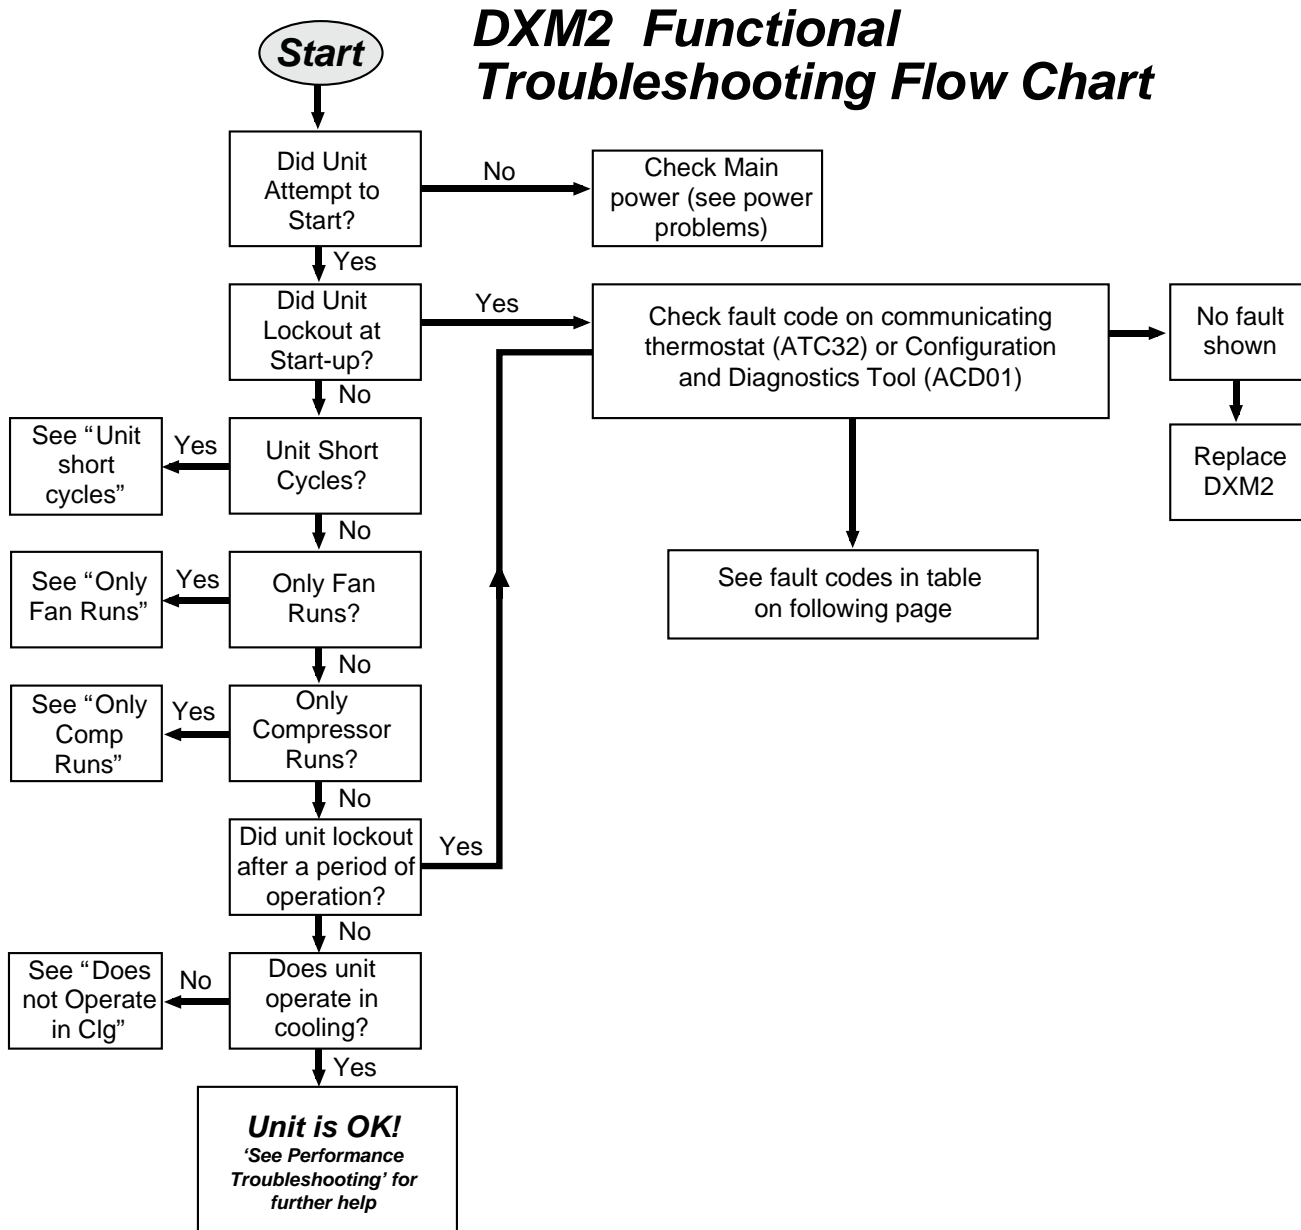 DXM2 Functional
Troubleshooting Flow Chart
Start
Did Unit
Attempt to
Start?
No
Check Main
power (see power
problems)
Yes
Did Unit
Lockout at
Start-up?
Yes
Check fault code on communicating
thermostat (ATC32) or Configuration
and Diagnostics Tool (ACD01)
No fault
shown
Replace
DXM2
See fault codes in table
on following page
No
Unit Short
Cycles?
Yes
See “Unit
short
cycles”
No
Only Fan
Runs?
Yes
See “Only
Fan Runs”
No
Only
Compressor
Runs?
Yes
See “Only
Comp
Runs”
No
Did unit lockout
after a period of
operation?
Yes
No
Does unit
operate in
cooling?
No
See “Does
not Operate
in Clg”
Yes
Unit is OK!
‘See Performance
Troubleshooting’ for
further help